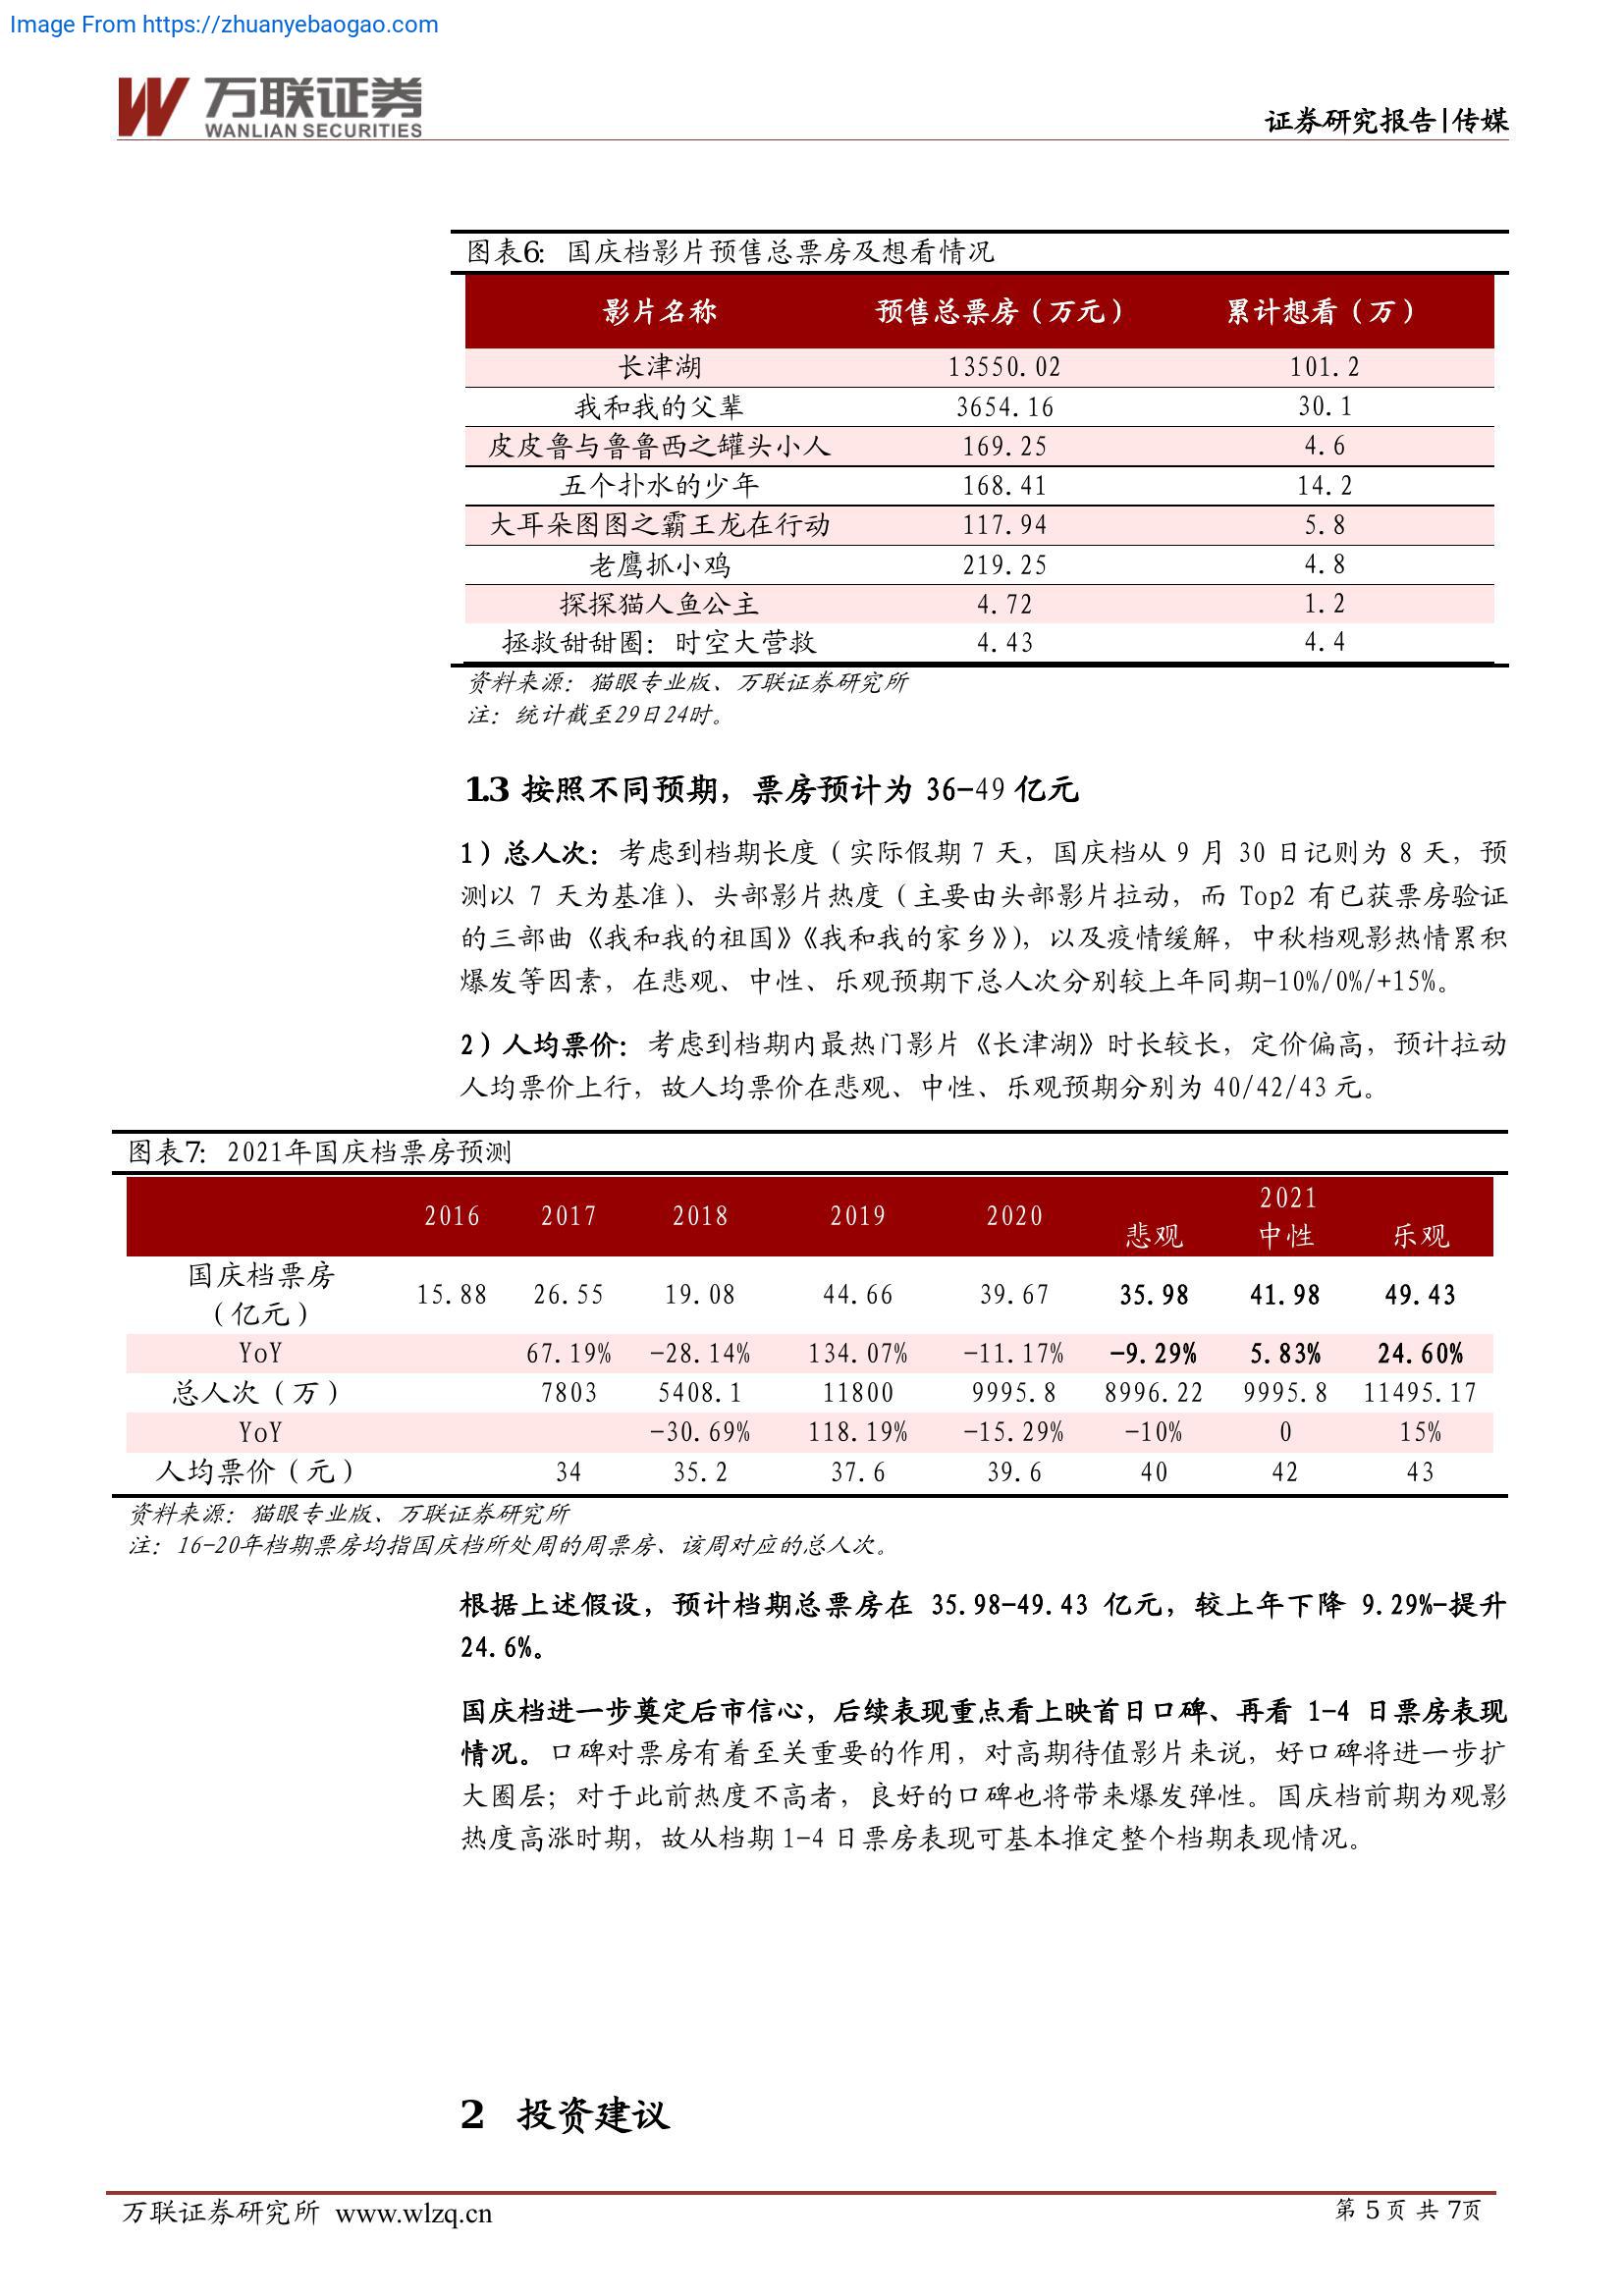 Image From https://zhuanyebaogao.com
万联证券
WANLIAN SECURITIES
证券研究报告|传媒
图表6: 国庆档影片预售总票房及想看情况
影片名称 预售总票房（万元） 累计想看（万）
长津湖 13550.02 101.2
我和我的父辈 3654.16 30.1
皮皮鲁与鲁鲁西之罐头小人 169.25 4.6
五个扑水的少年 168.41 14.2
大耳朵图图之霸王龙在行动 117.94 5.8
老鹰抓小鸡 219.25 4.8
探探猫人鱼公主 4.72 1.2
拯救甜甜圈：时空大营救 4.43 4.4
资料来源：猫眼专业版、万联证券研究所
注：统计截至29日24时。
1.3 按照不同预期，票房预计为 36-49 亿元
1）总人次：考虑到档期长度（实际假期 7 天，国庆档从 9 月 30 日记则为 8 天，预
测以 7 天为基准）、头部影片热度（主要由头部影片拉动，而 Top2 有已获票房验证
的三部曲《我和我的祖国》《我和我的家乡》），以及疫情缓解，中秋档观影热情累积
爆发等因素，在悲观、中性、乐观预期下总人次分别较上年同期-10%/0%/+15%。
2）人均票价：考虑到档期内最热门影片《长津湖》时长较长，定价偏高，预计拉动
人均票价上行，故人均票价在悲观、中性、乐观预期分别为 40/42/43 元。
图表7: 2021年国庆档票房预测
2021
2016 2017 2018 2019 2020
悲观 中性 乐观
国庆档票房
（亿元）
15.88 26.55 19.08 44.66 39.67 35.98 41.98 49.43
YoY 67.19% -28.14% 134.07% -11.17% -9.29% 5.83% 24.60%
总人次（万） 7803 5408.1 11800 9995.8 8996.22 9995.8 11495.17
YoY -30.69% 118.19% -15.29% -10% 0 15%
人均票价（元） 34 35.2 37.6 39.6 40 42 43
资料来源：猫眼专业版、万联证券研究所
注：16-20年档期票房均指国庆档所处周的周票房、该周对应的总人次。
根据上述假设，预计档期总票房在 35.98-49.43 亿元，较上年下降 9.29%-提升
24.6%。
国庆档进一步奠定后市信心，后续表现重点看上映首日口碑、再看 1-4 日票房表现
情况。口碑对票房有着至关重要的作用，对高期待值影片来说，好口碑将进一步扩
大圈层；对于此前热度不高者，良好的口碑也将带来爆发弹性。国庆档前期为观影
热度高涨时期，故从档期 1-4 日票房表现可基本推定整个档期表现情况。
2 投资建议
万联证券研究所 www.wlzq.cn
第 5 页 共 7 页